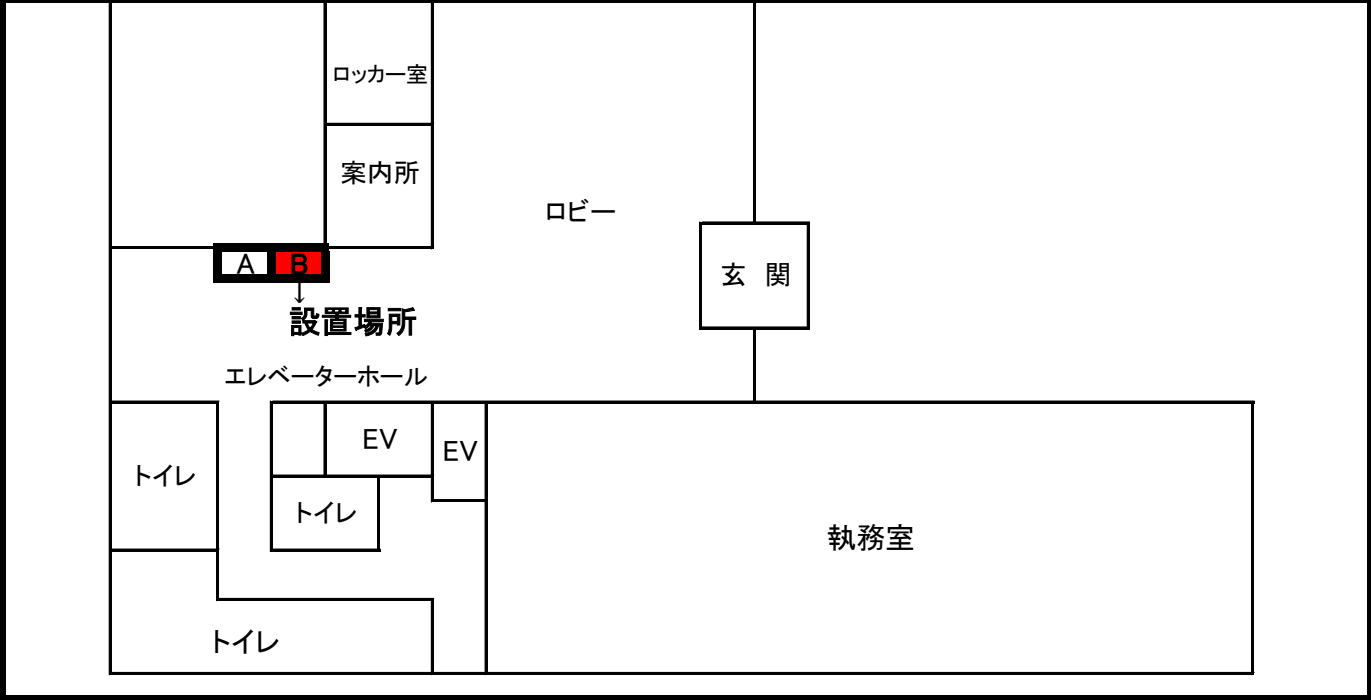 ロッカー室
案内所
ロビー
玄 関
A
B
↓
設置場所
エレベーターホール
EV
EV
トイレ
トイレ
執務室
トイレ